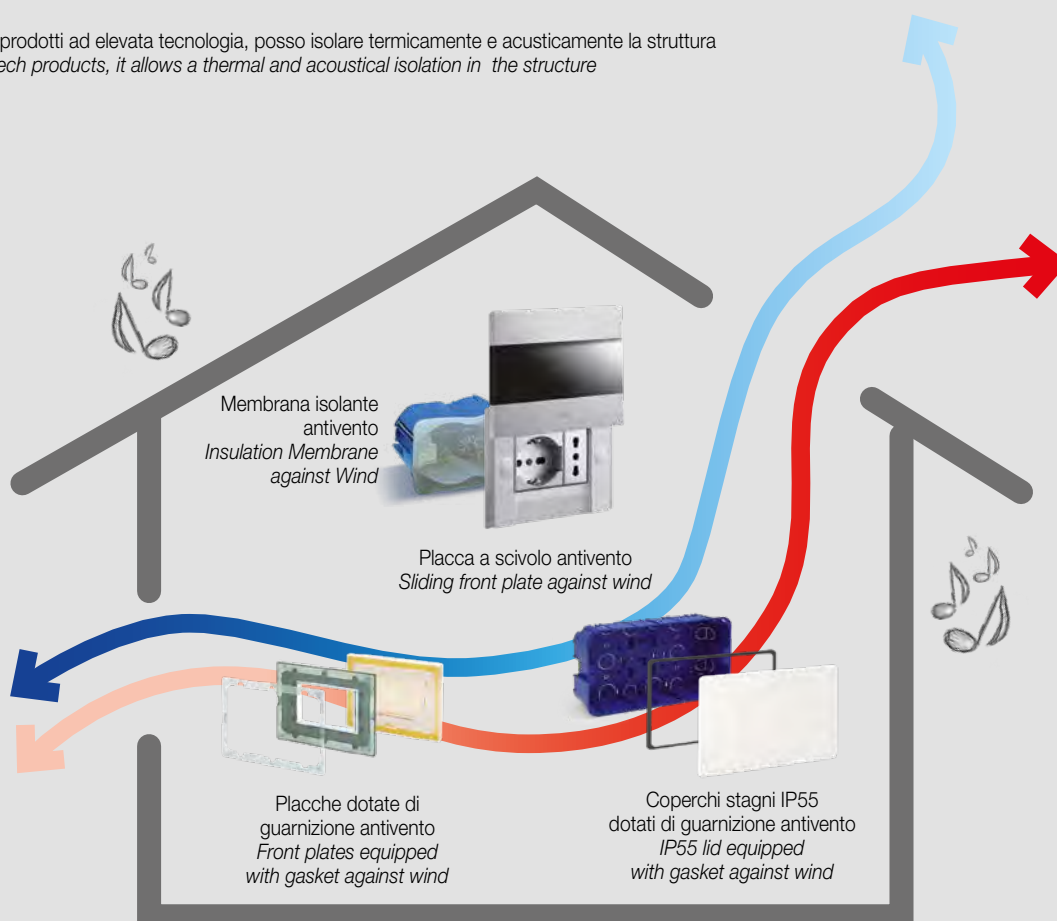 prodotti ad elevata tecnologia, posso isolare termicamente e acusticamente la struttura
ech products, it allows a thermal and acoustical isolation in the structure
Membrana isolante
antivento
Insulation Membrane
against Wind
Placca a scivolo antivento
Sliding front plate against wind
Placche dotate di
guarnizione antivento
Front plates equipped
with gasket against wind
Coperchi stagni IP55
dotati di guarnizione antivento
IP55 lid equipped
with gasket against wind